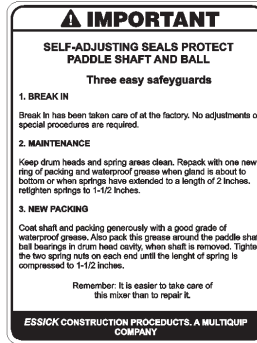 IMPORTANT
SELF-ADJUSTING SEALS PROTECT
PADDLE SHAFT AND BALL
Three easy safeyguards
1. BREAK IN
Break in has been taken care of at the factory. No adjustments o
special procedures are required.
2. MAINTENANCE
Keep drum heads and spring areas clean. Repack with one new
ring of packing and waterproof grease when gland is about to
bottom or when springs have extended to a length of 2 inches.
retighten springs to 1-1/2 inches.
3. NEW PACKING
Coat shaft and packing generously with a good grade of
waterproof grease. Also pack this grease around the paddle shaf
ball bearings in drum head cavity, when shaft is removed. Tighte
the two spring nuts on each end until the lenght of spring is
compressed to 1-1/2 inches.
Remember: It is easier to take care of
this mixer than to repair it.
ESSICK CONSTRUCTION PROCEDUCTS. A MULTIQUIP
COMPANY